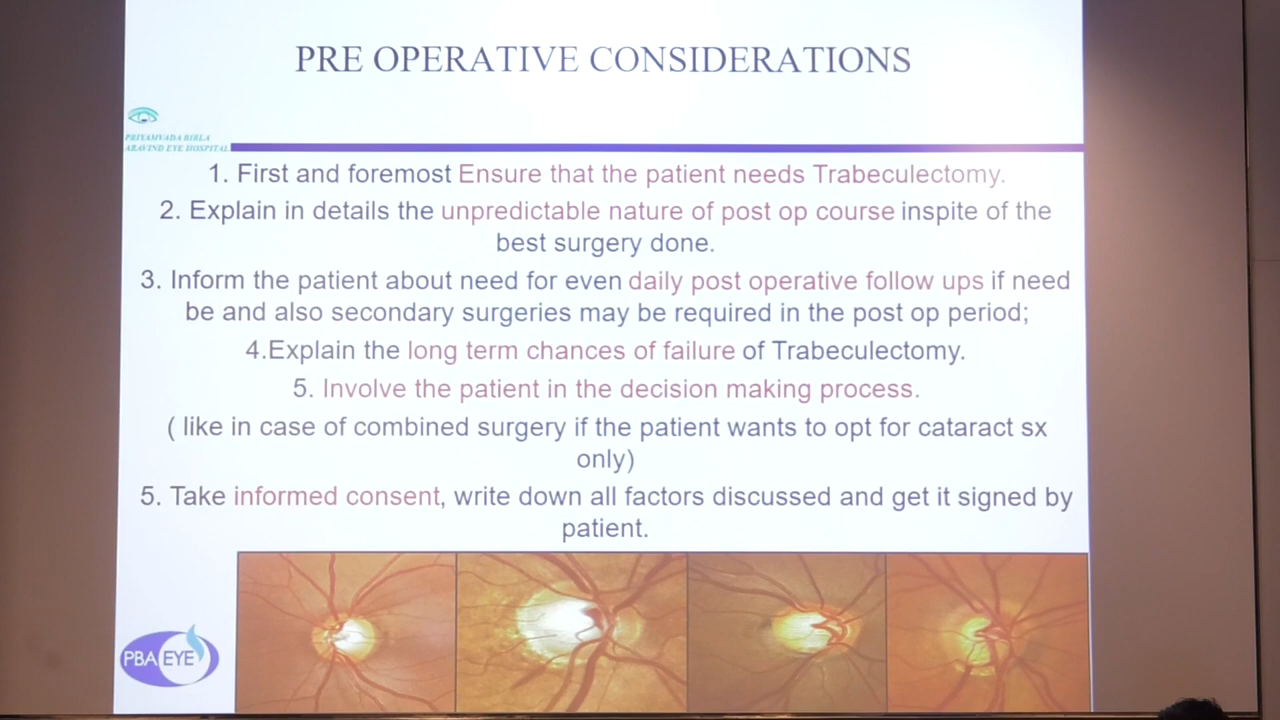 PRE OPERATIVE CONSIDERATIONS
PRIYAMVADA BIRLA
ARAVIND EYE HOSPITAL
1. First and foremost Ensure that the patient needs Trabeculectomy.
2. Explain in details the unpredictable nature of post op course inspite of the
best surgery done.
3. Inform the patient about need for even daily post operative follow ups if need
be and also secondary surgeries may be required in the post op period;
4.Explain the long term chances of failure of Trabeculectomy.
5. Involve the patient in the decision making process.
( like in case of combined surgery if the patient wants to opt for cataract sx
only)
5. Take informed consent, write down all factors discussed and get it signed by
patient.
PBA EYE